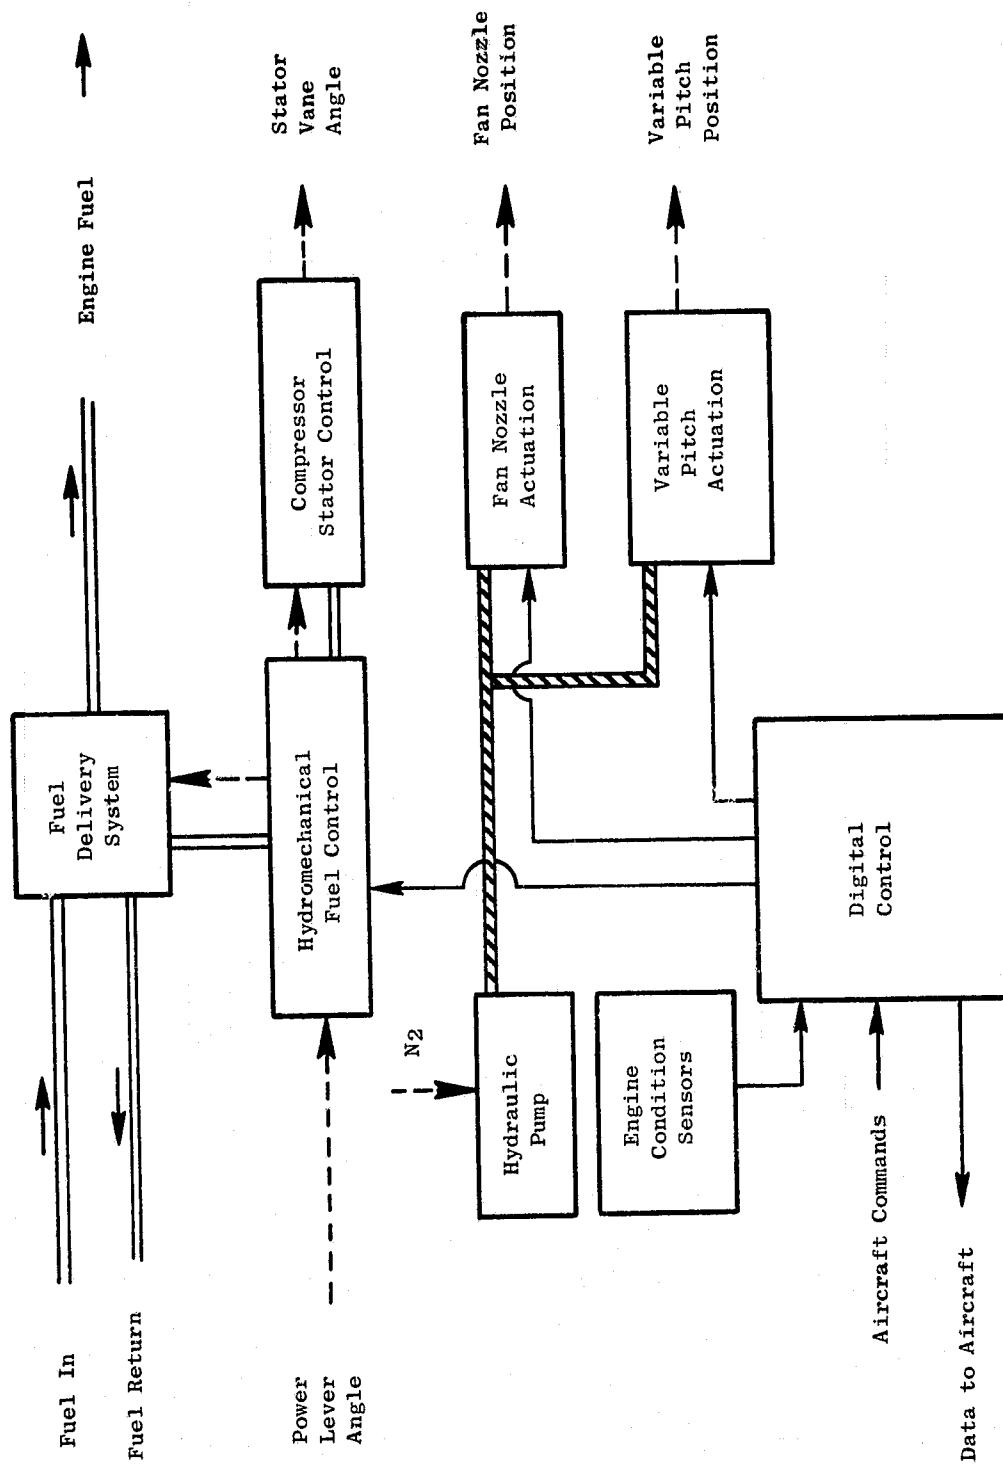 Fuel In
Fuel Return
Fuel
Delivery
System
Engine Fuel
Power
Lever
Angle
Hydromechanical
Fuel Control
Compressor
Stator Control
Stator
Vane
Angle
N2
Hydraulic
Pump
Fan Nozzle
Actuation
Fan Nozzle
Position
Engine
Condition
Sensors
Variable
Pitch
Actuation
Variable
Pitch
Position
Digital
Control
Aircraft Commands
Data to Aircraft